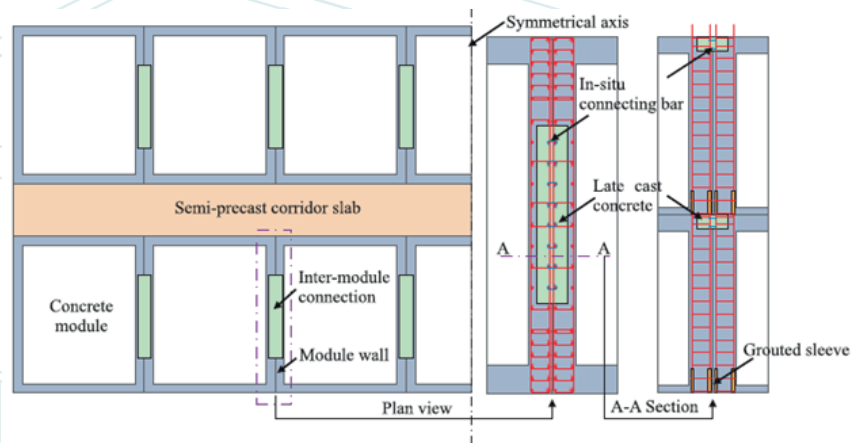 Symmetrical axis
In-situ
connecting bar
Semi-precast corridor slab
Late cast
concrete
A
A
Inter-module
connection
Concrete
module
Module wall
Grouted sleeve
Plan view
A-A Section